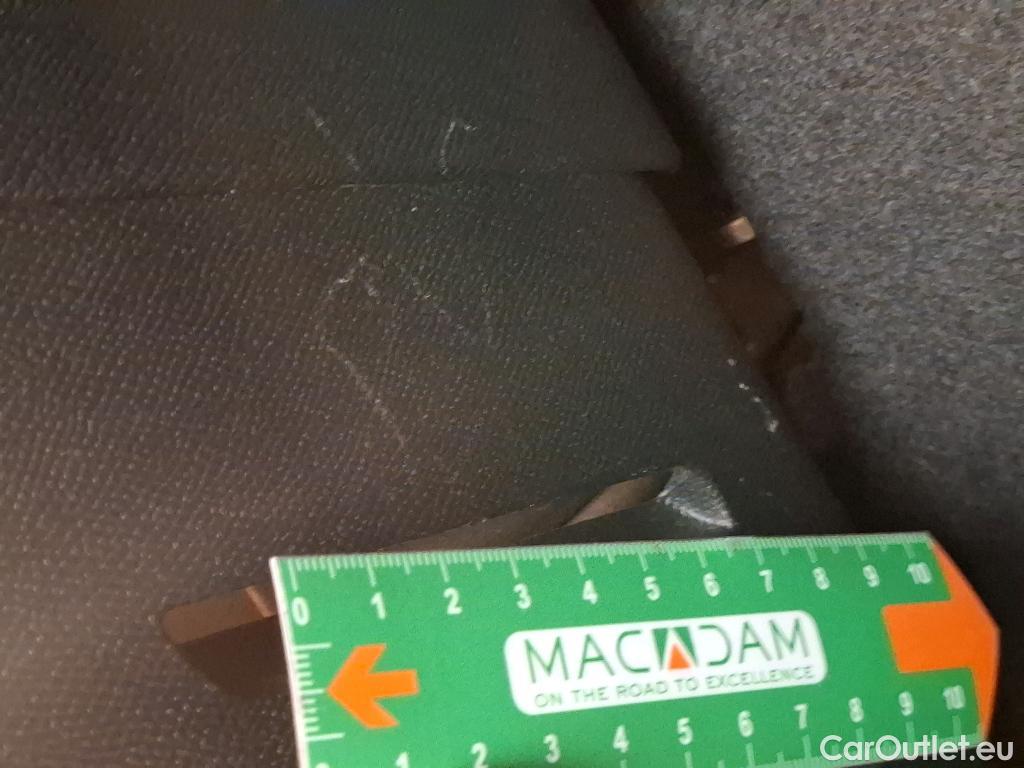 0 1 2 3 4 5 6 7 8 9 10
MACADAM
ON THE ROAD TO EXCELLENCE
1 2 3 4 5 6 7 8 9 10
CarOutlet.eu